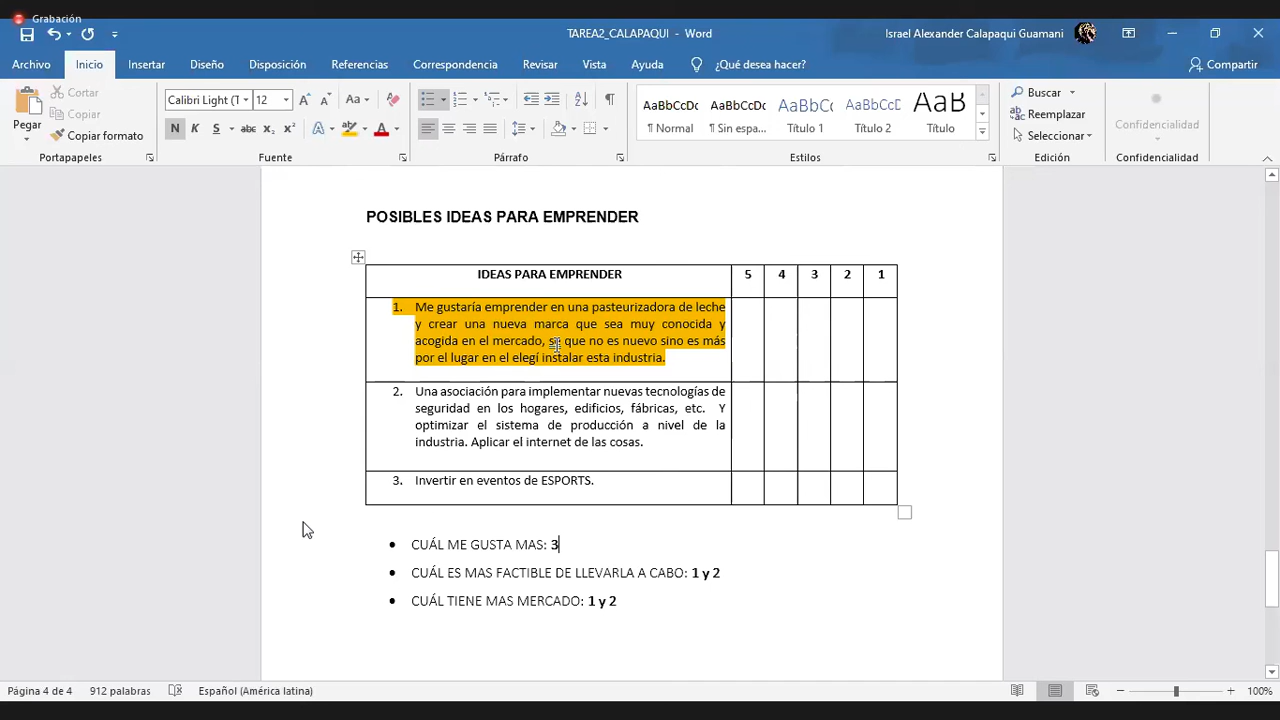 Grabación
TAREA2_CALAPAQUI - Word
Israel Alexander Calapaqui Guamani
Archivo Inicio Insertar Diseño Disposición Referencias Correspondencia Revisar Vista Ayuda ¿Qué desea hacer? Compartir
Pegar
Cortar
Copiar
Copiar formato
Portapapeles
Calibri Light (T 12 Aa
N K S abc x₂ x² A A
Fuente
Párrafo
AaBbCcDc AaBbCcDc AaBbC AaBbCcD AaB
¶ Normal ¶ Sin espa... Título 1 Título 2 Título
Estilos
Buscar
Reemplazar
Seleccionar
Edición
Confidencialidad
Confidencialidad
POSIBLES IDEAS PARA EMPRENDER
IDEAS PARA EMPRENDER 5 4 3 2 1
1. Me gustaría emprender en una pasteurizadora de leche
y crear una nueva marca que sea muy conocida y
acogida en el mercado, se que no es nuevo sino es más
por el lugar en el elegí instalar esta industria.
2. Una asociación para implementar nuevas tecnologías de
seguridad en los hogares, edificios, fábricas, etc. Y
optimizar el sistema de producción a nivel de la
industria. Aplicar el internet de las cosas.
3. Invertir en eventos de ESPORTS.
• CUÁL ME GUSTA MAS: 3
• CUÁL ES MAS FACTIBLE DE LLEVARLA A CABO: 1 y 2
• CUÁL TIENE MAS MERCADO: 1 y 2
Página 4 de 4 912 palabras Español (América latina) 100%